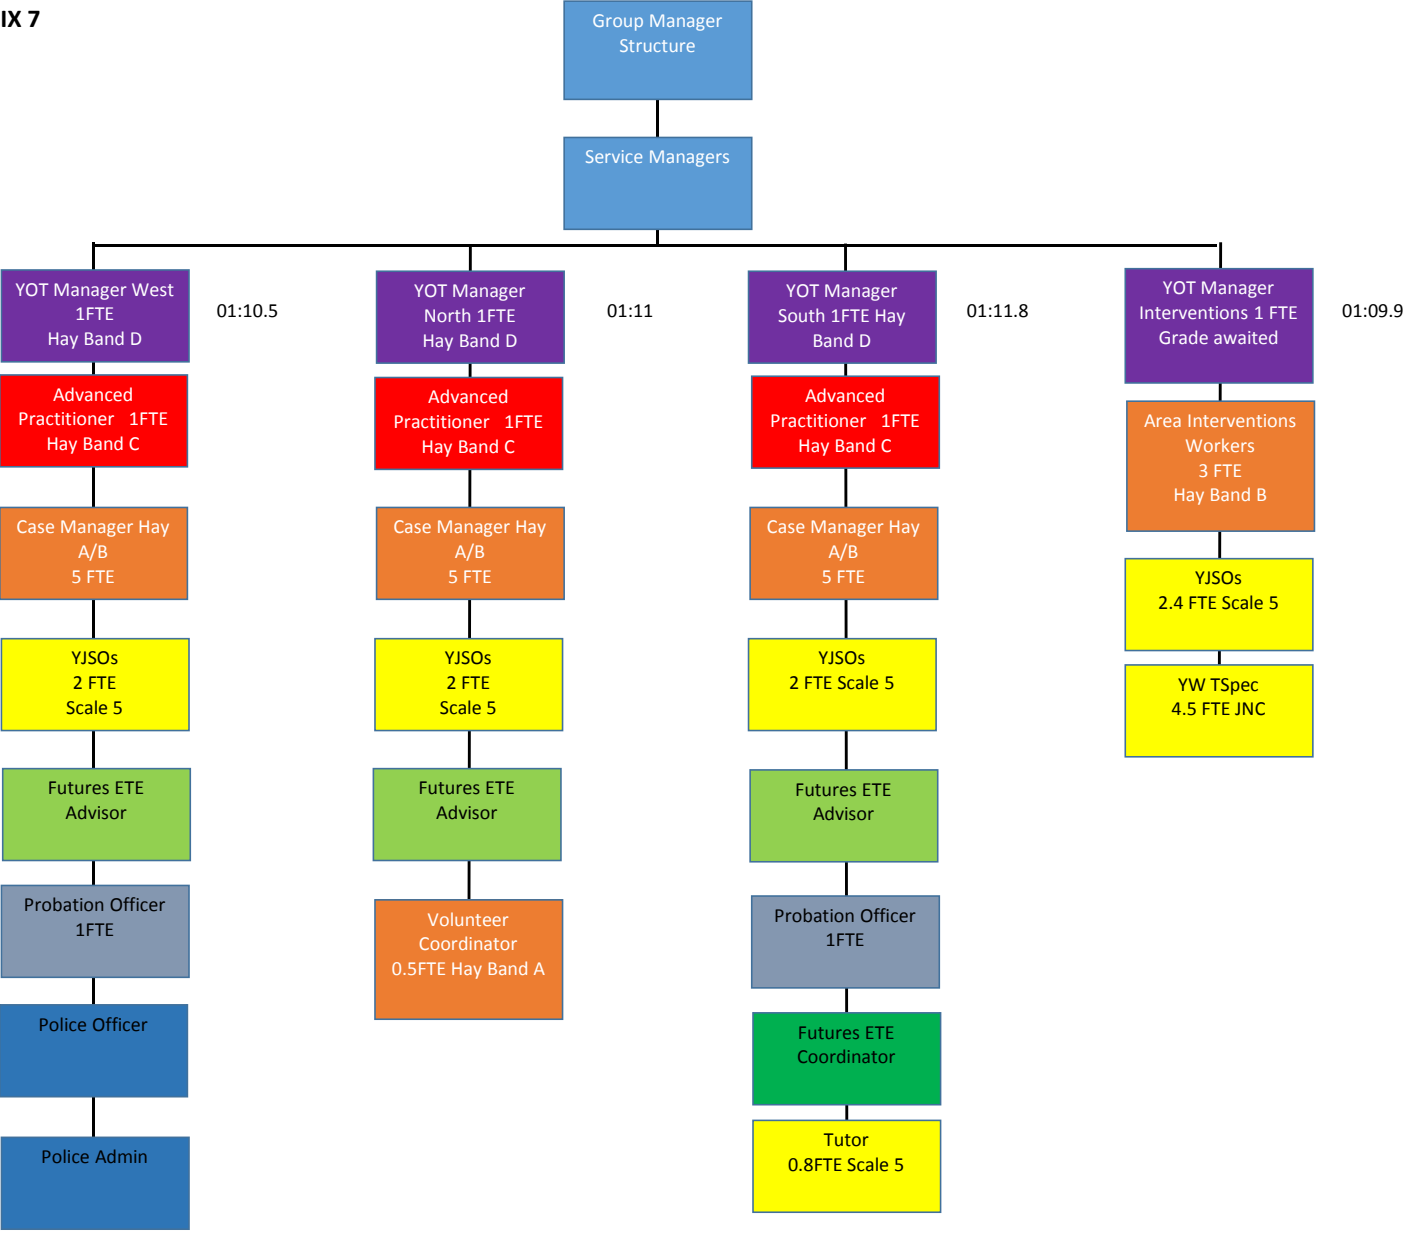 IX 7
Group Manager
Structure
Service Managers
YOT Manager West
1FTE
Hay Band D
01:10.5
Advanced
Practitioner 1FTE
Hay Band C
Case Manager Hay
A/B
5 FTE
YJSOs
2 FTE
Scale 5
Futures ETE
Advisor
Probation Officer
1FTE
Police Officer
Police Admin
YOT Manager
North 1FTE
Hay Band D
01:11
Advanced
Practitioner 1FTE
Hay Band C
Case Manager Hay
A/B
5 FTE
YJSOs
2 FTE
Scale 5
Futures ETE
Advisor
Volunteer
Coordinator
0.5FTE Hay Band A
YOT Manager
South 1FTE Hay
Band D
01:11.8
Advanced
Practitioner 1FTE
Hay Band C
Case Manager Hay
A/B
5 FTE
YJSOs
2 FTE Scale 5
Futures ETE
Advisor
Probation Officer
1FTE
Futures ETE
Coordinator
Tutor
0.8FTE Scale 5
YOT Manager
Interventions 1 FTE
Grade awaited
01:09.9
Area Interventions
Workers
3 FTE
Hay Band B
YJSOs
2.4 FTE Scale 5
YW TSpec
4.5 FTE JNC